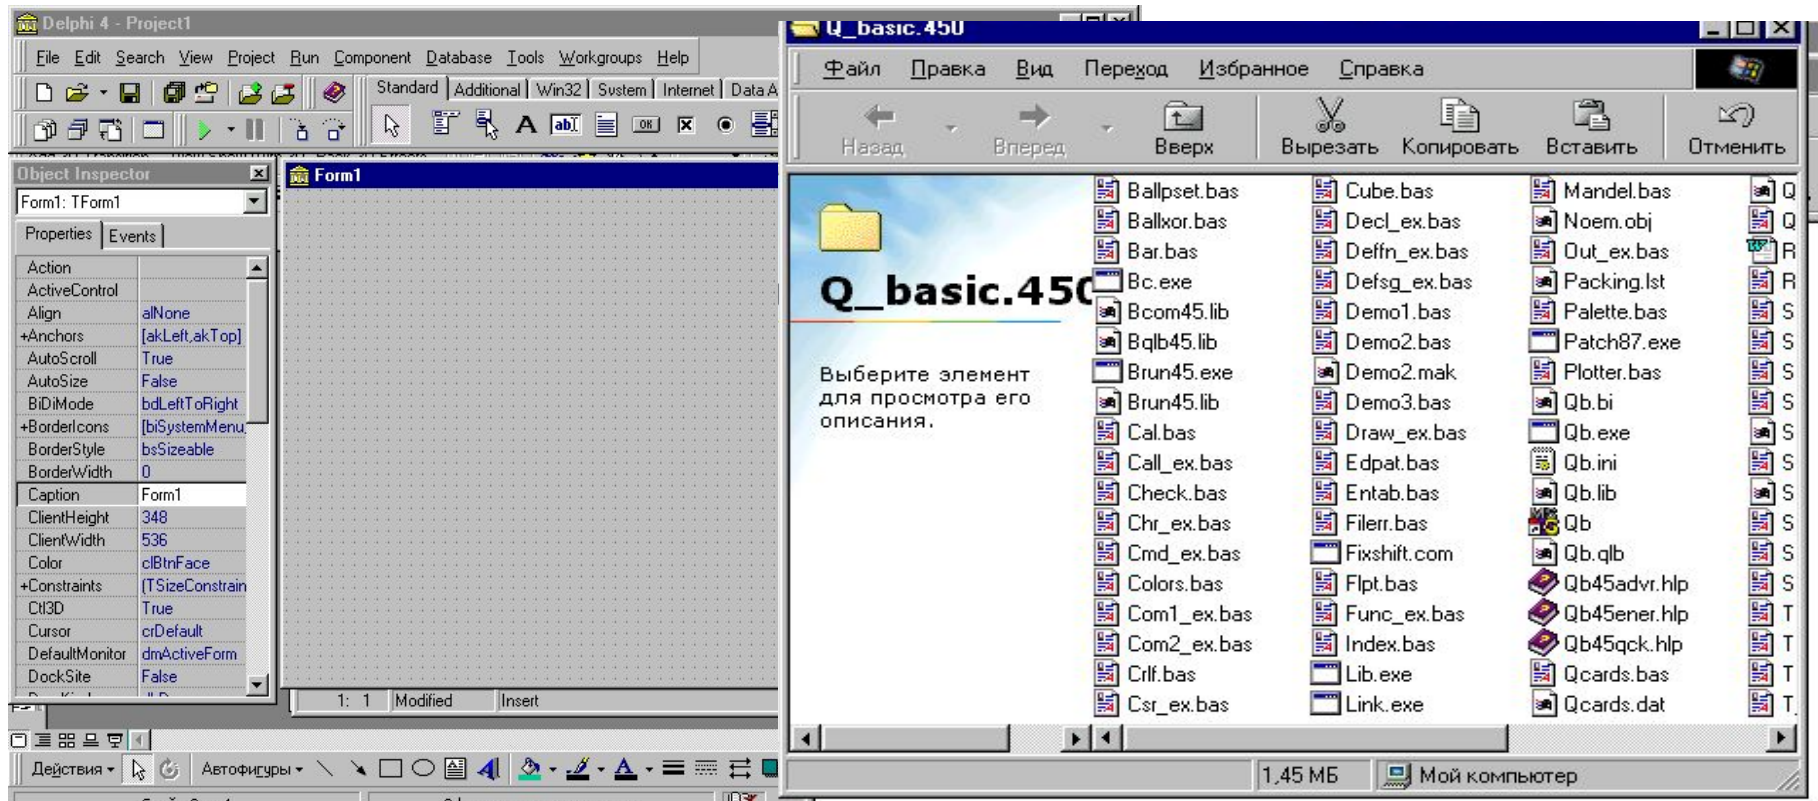 Delphi 4 - Project1
File Edit Search View Project Run Component Database Tools Workgroups Help
Standard Additional Win32 System Internet Data A
Object Inspector
Form1: TForm1
Properties Events
Action
ActiveControl
Align alNone
+Anchors [akLeft,akTop]
AutoScroll True
AutoSize False
BiDiMode bdLeftToRight
+BorderIcons [biSystemMenu,
BorderStyle bsSizeable
BorderWidth 0
Caption Form1
ClientHeight 348
ClientWidth 536
Color clBtnFace
+Constraints (TSizeConstrain
Ctl3D True
Cursor crDefault
DefaultMonitor dmActiveForm
DockSite False
Form1
1: 1 Modified Insert
Действия Автофигуры
Q_basic.450
Файл Правка Вид Переход Избранное Справка
Назад Вперед Вверх Вырезать Копировать Вставить Отменить
Q_basic.450
Выберите элемент
для просмотра его
описания.
Ballpset.bas
Ballxor.bas
Bar.bas
Bc.exe
Bcom45.lib
Bqlb45.lib
Brun45.exe
Brun45.lib
Cal.bas
Call_ex.bas
Check.bas
Chr_ex.bas
Cmd_ex.bas
Colors.bas
Com1_ex.bas
Com2_ex.bas
Crlf.bas
Csr_ex.bas
Cube.bas
Decl_ex.bas
Deffn_ex.bas
Defsg_ex.bas
Demo1.bas
Demo2.bas
Demo2.mak
Demo3.bas
Draw_ex.bas
Edpat.bas
Entab.bas
Filerr.bas
Fixshift.com
Flpt.bas
Func_ex.bas
Index.bas
Lib.exe
Link.exe
Mandel.bas
Noem.obj
Out_ex.bas
Packing.lst
Palette.bas
Patch87.exe
Plotter.bas
Qb.bi
Qb.exe
Qb.ini
Qb.lib
Qb
Qb.qlb
Qb45advr.hlp
Qb45ener.hlp
Qb45qck.hlp
Qcards.bas
Qcards.dat
Q
Q
R
R
S
S
S
S
S
S
S
S
S
S
T
T
T
T
1,45 МБ Мой компьютер